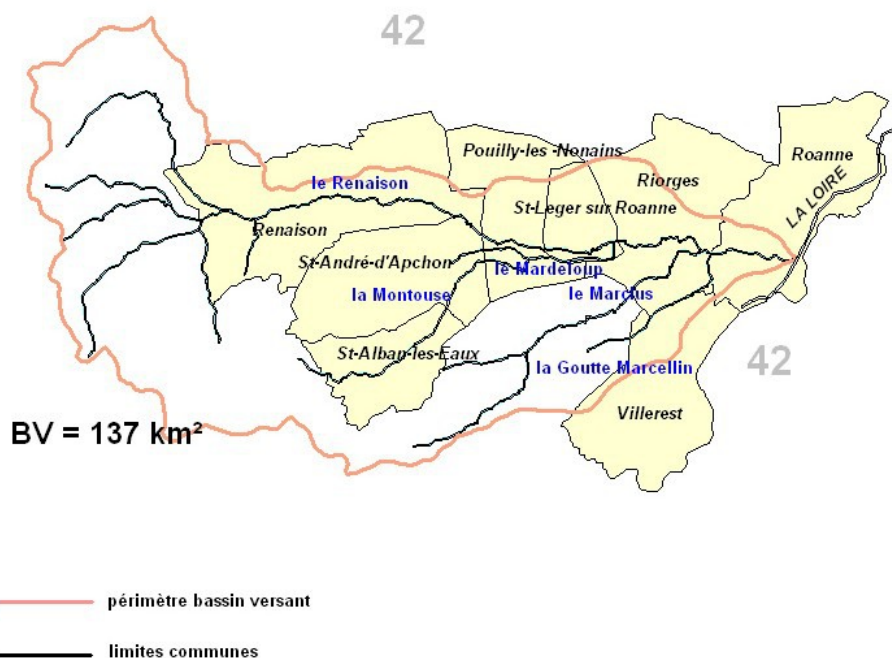 42
Pouilly-les -Nonains
Roanne
le Renaison
Riorges
LA LOIRE
St-Leger sur Roanne
Renaison
St-André-d'Apchon
le Mardeloup
la Montouse
le Marclus
St-Alban-les-Eaux
42
la Goutte Marcellin
Villerest
BV = 137 km²
périmètre bassin versant
limites communes